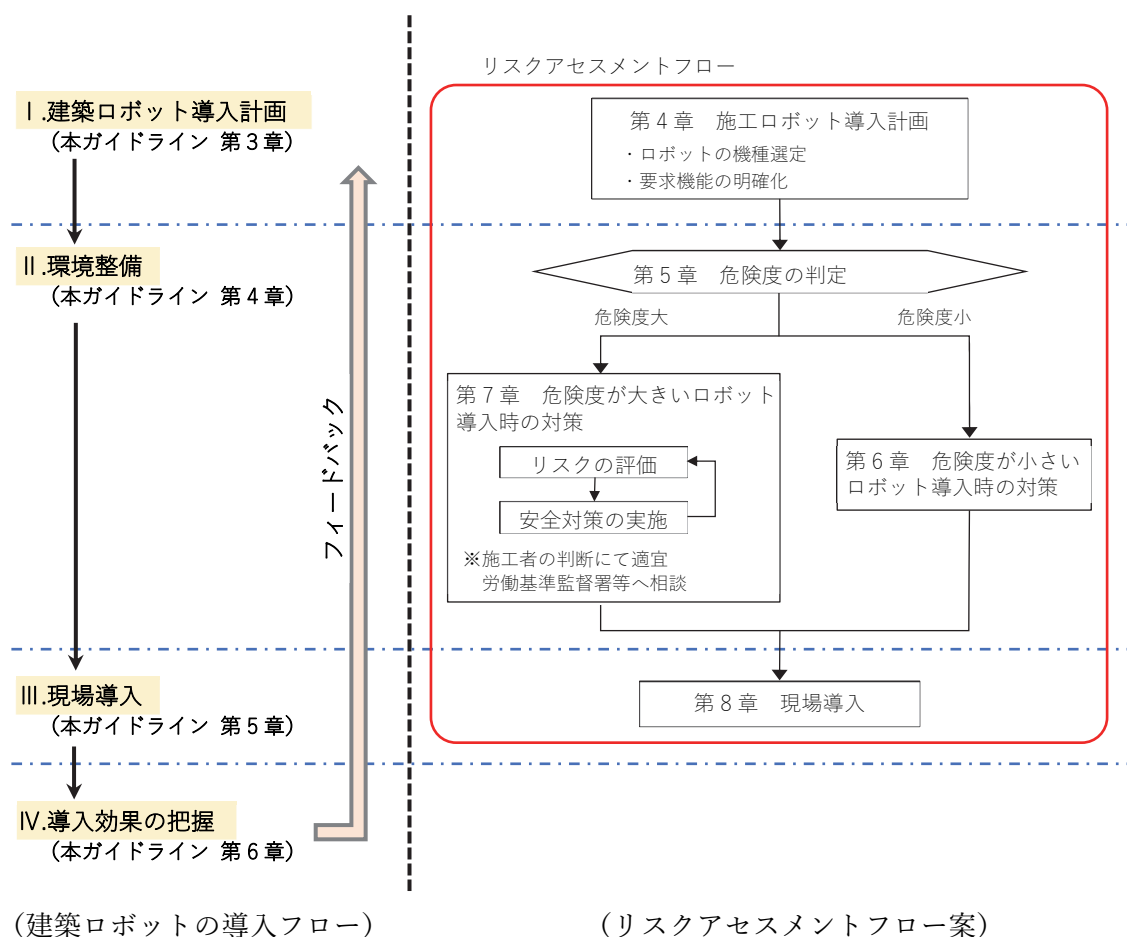 Ⅰ.建築ロボット導入計画
(本ガイドライン 第3章)
Ⅱ.環境整備
(本ガイドライン 第4章)
Ⅲ.現場導入
(本ガイドライン 第5章)
Ⅳ.導入効果の把握
(本ガイドライン 第6章)
フィードバック
(建築ロボットの導入フロー)
リスクアセスメントフロー
第4章 施工ロボット導入計画
・ロボットの機種選定
・要求機能の明確化
第5章 危険度の判定
危険度大
危険度小
第7章 危険度が大きいロボット
導入時の対策
リスクの評価
安全対策の実施
※施工者の判断にて適宜
労働基準監督署等へ相談
第6章 危険度が小さい
ロボット導入時の対策
第8章 現場導入
(リスクアセスメントフロー案)